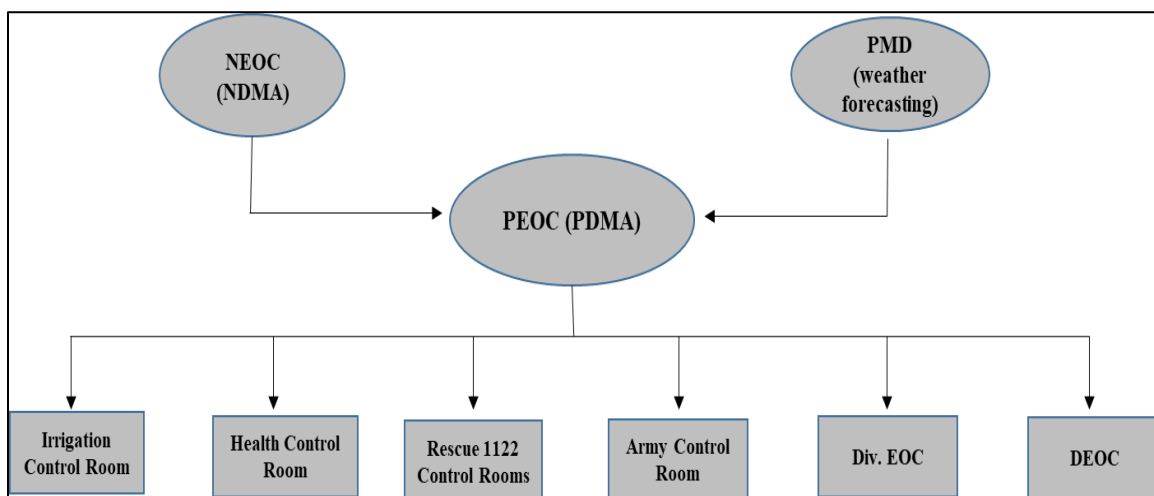 NEOC
(NDMA)
PMD
(weather
forecasting)
PEOC (PDMA)
Irrigation
Control Room
Health Control
Room
Rescue 1122
Control Rooms
Army Control
Room
Div. EOC
DEOC